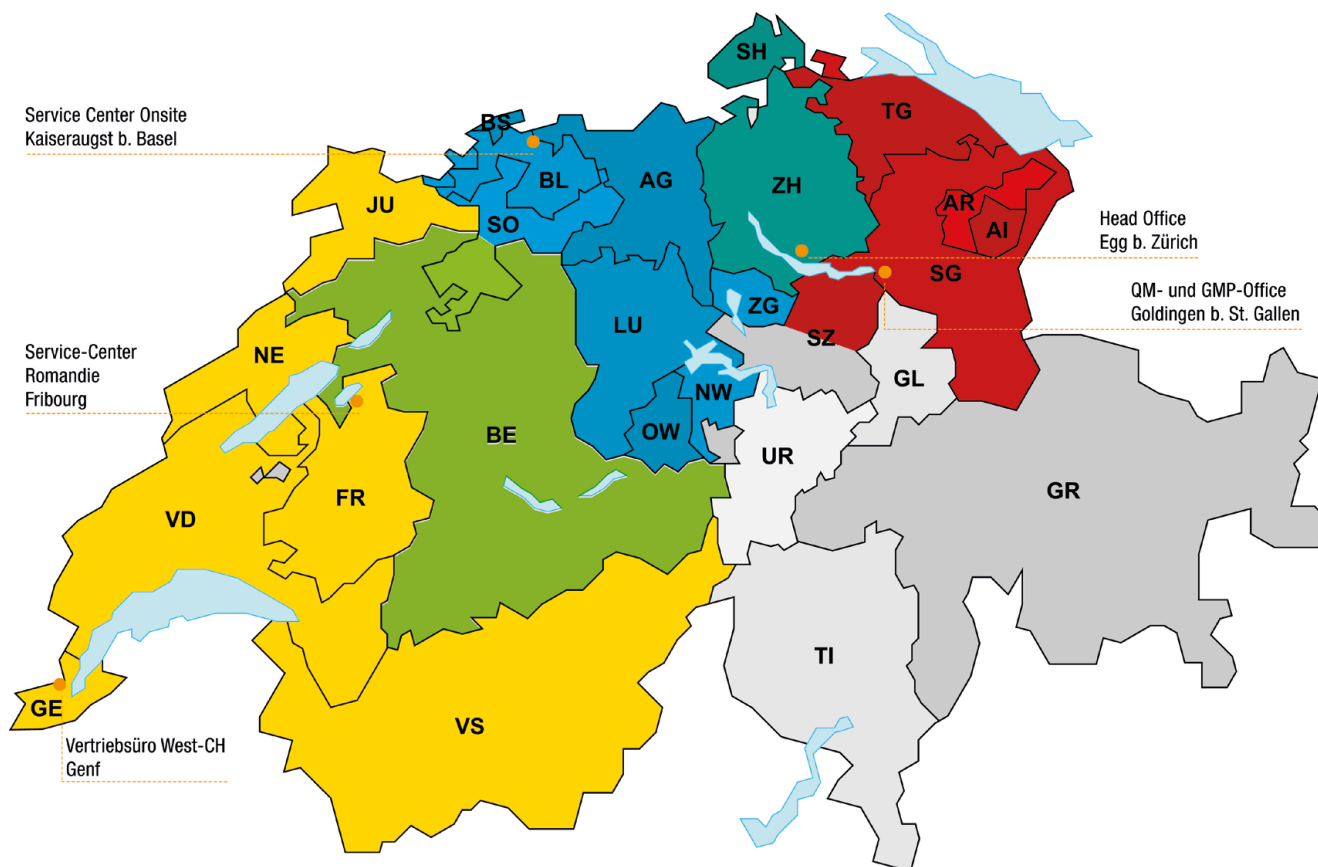 SH
Service Center Onsite
Kaiseraugst b. Basel
BS
TG
BL
AG
ZH
JU
SO
AR
AI
Head Office
Egg b. Zürich
SG
QM- und GMP-Office
Goldingen b. St. Gallen
ZG
LU
SZ
NE
Service-Center
Romandie
Fribourg
GL
NW
BE
OW
UR
GR
FR
VD
TI
GE
VS
Vertriebsüro West-CH
Genf